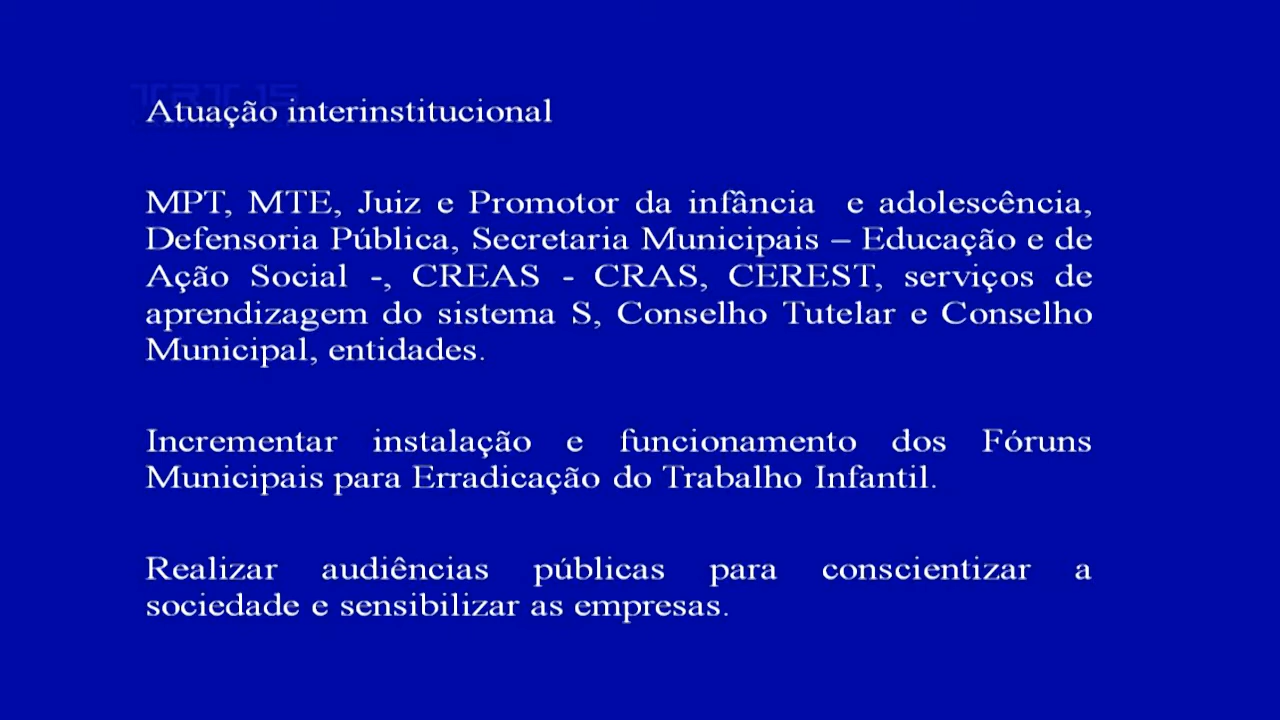 TRT 15
Atuação interinstitucional
MPT, MTE, Juiz e Promotor da infância e adolescência,
Defensoria Pública, Secretaria Municipais – Educação e de
Ação Social -, CREAS - CRAS, CEREST, serviços de
aprendizagem do sistema S, Conselho Tutelar e Conselho
Municipal, entidades.
Incrementar instalação e funcionamento dos Fóruns
Municipais para Erradicação do Trabalho Infantil.
Realizar audiências públicas para conscientizar a
sociedade e sensibilizar as empresas.